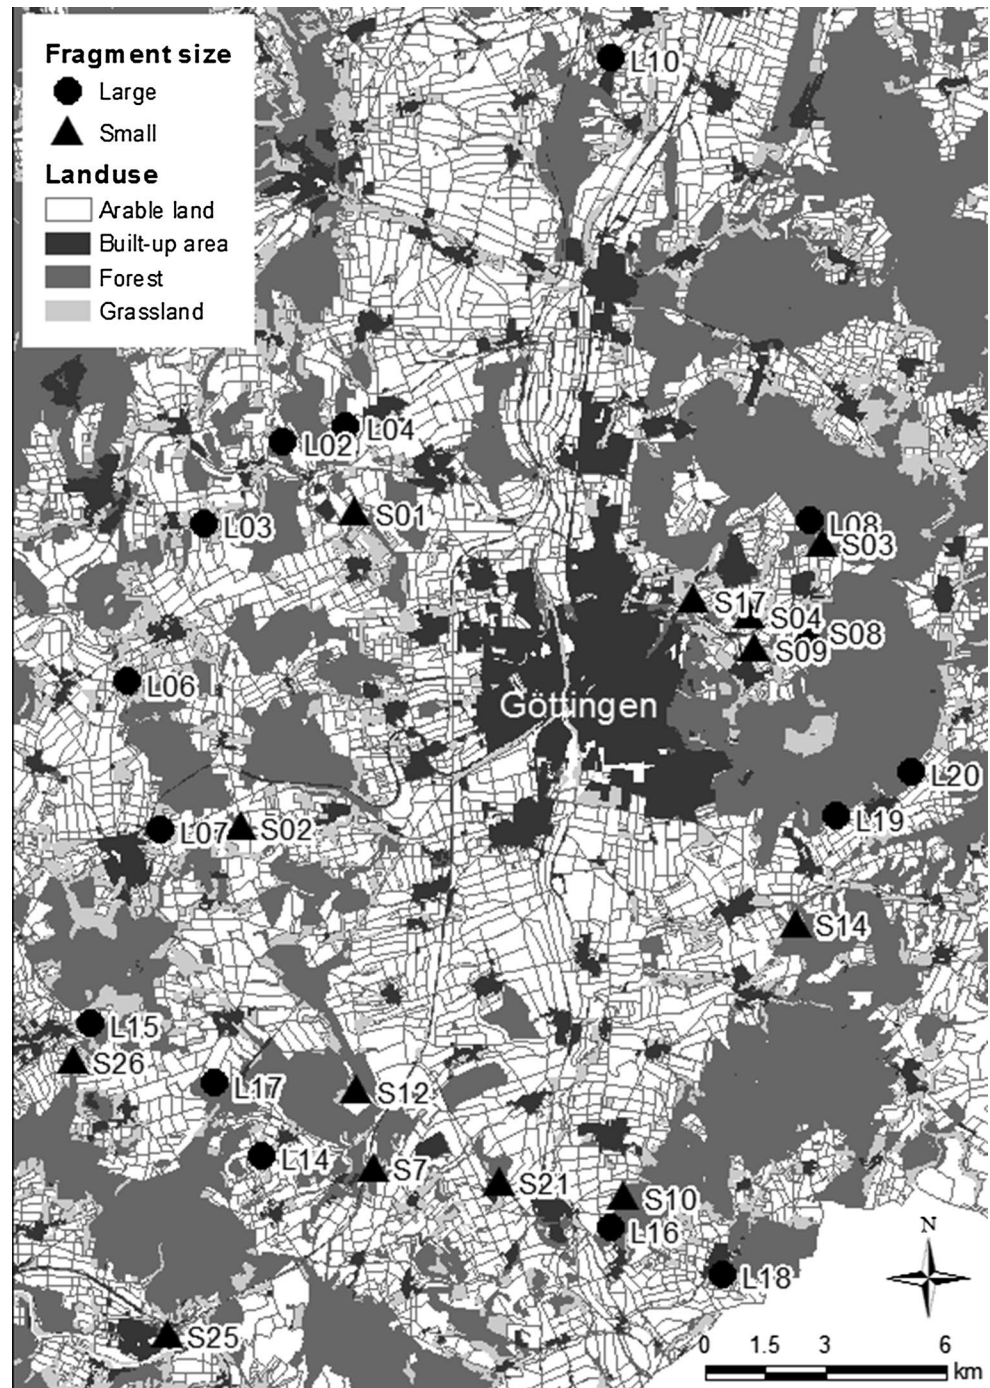 Fragment size
Large
Small
Landuse
Arable land
Built-up area
Forest
Grassland
L10
L04
L02
S01
L03
L08
S03
S17
S04
S08
S09
L06
Göttingen
L20
L19
L07
S02
S14
L15
S26
L17
S12
L14
S7
S21
S10
L16
L18
N
S25
0 1.5 3 6
km